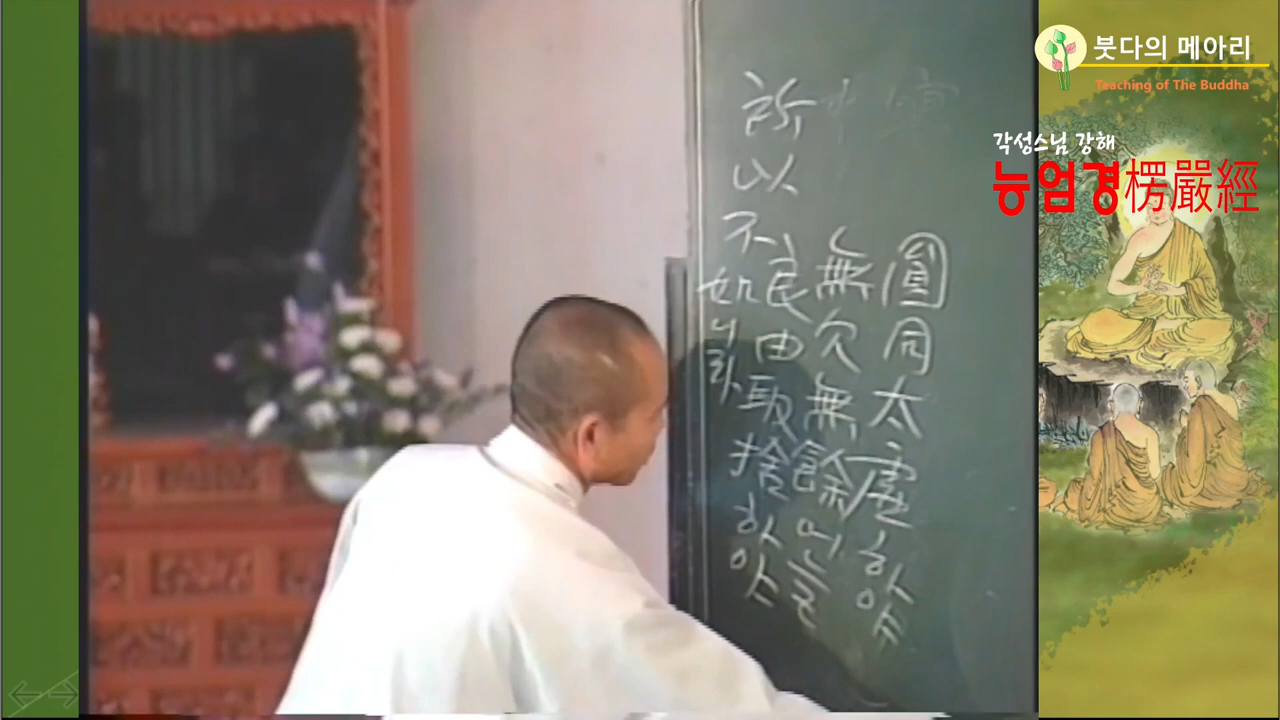 붓다의 메아리
Teaching of The Buddha
각성스님 강해
능엄경楞嚴經
圓同太虛하야
無欠無餘어늘
良由取捨하야
所以不如니라